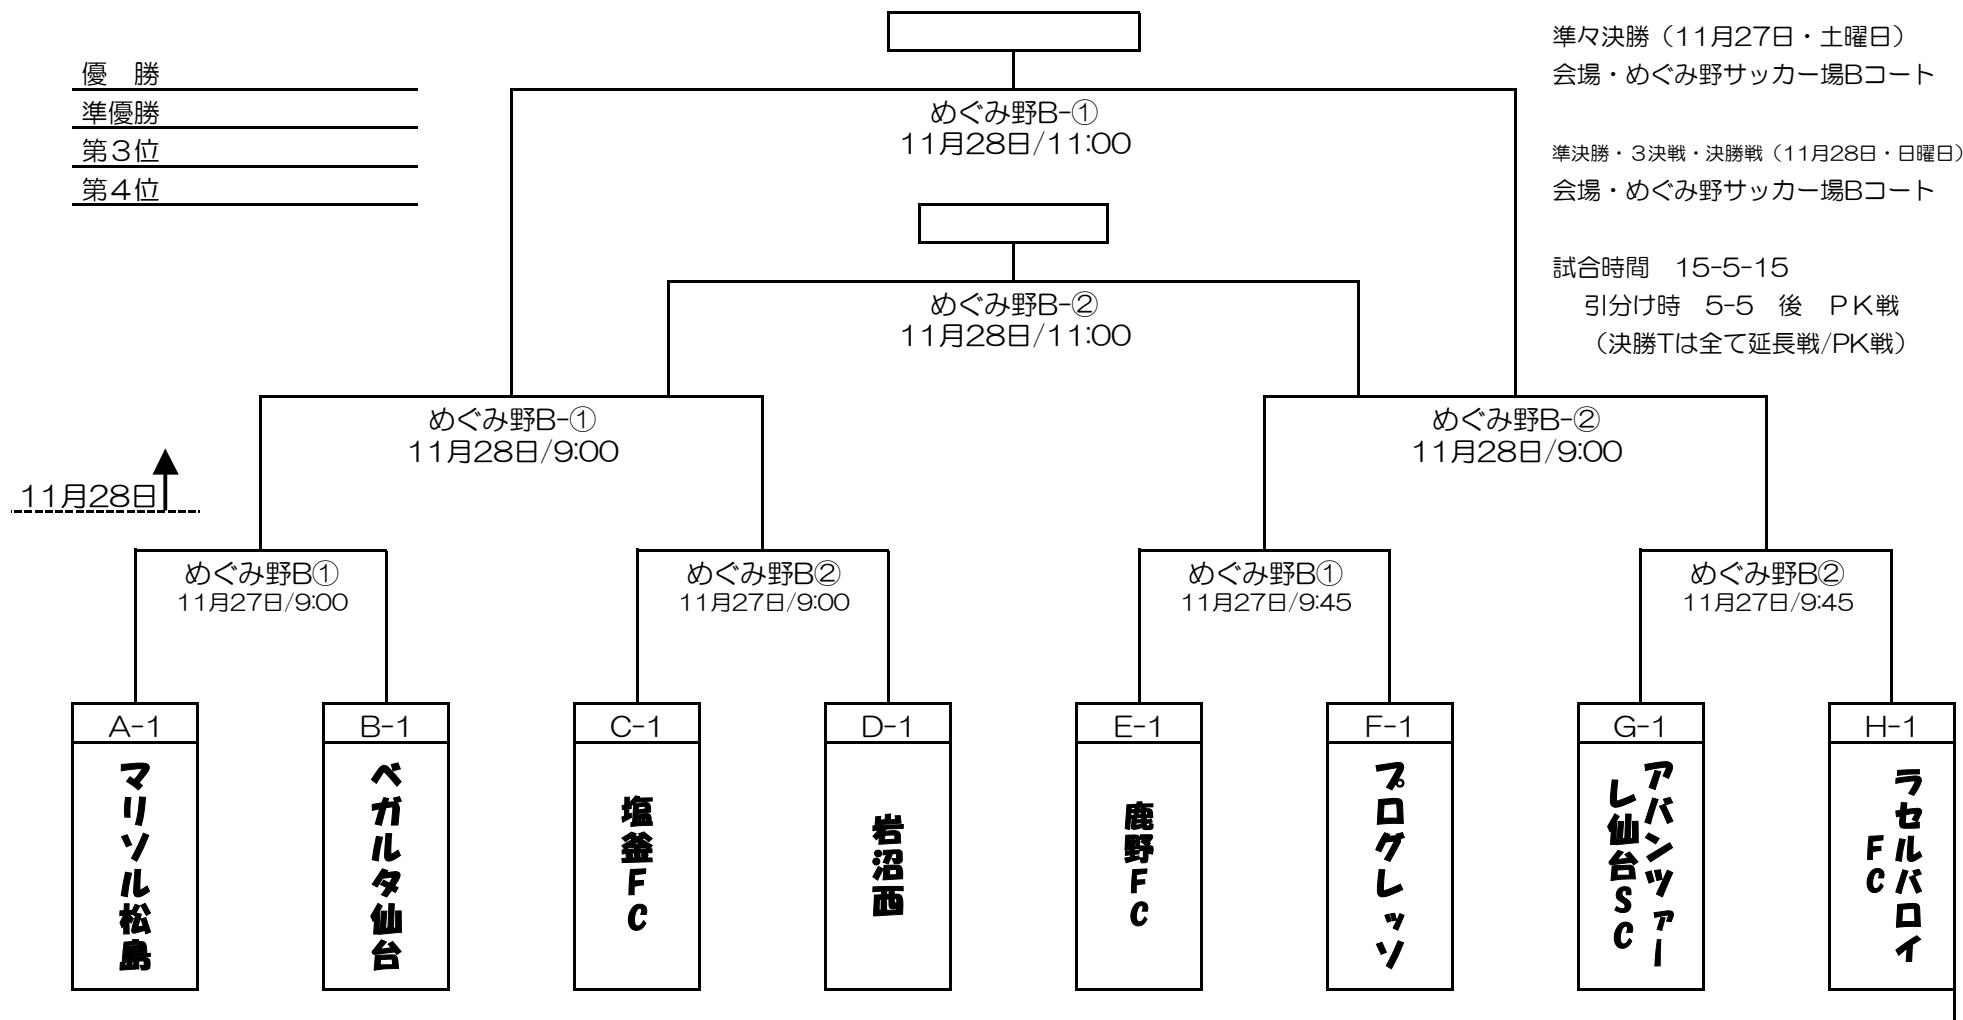 優　勝
準優勝
第３位
第４位
準々決勝（11月27日・土曜日）
会場・めぐみ野サッカー場Bコート
準決勝・３決戦・決勝戦（11月28日・日曜日）
会場・めぐみ野サッカー場Bコート
試合時間　15-5-15
引分け時　5-5　後　ＰＫ戦
（決勝Tは全て延長戦/PK戦）
めぐみ野B-①
11月28日/11:00
めぐみ野B-②
11月28日/11:00
めぐみ野B-①
11月28日/9:00
めぐみ野B-②
11月28日/9:00
11月28日
めぐみ野B①
11月27日/9:00
めぐみ野B②
11月27日/9:00
めぐみ野B①
11月27日/9:45
めぐみ野B②
11月27日/9:45
A-1
マリソル松島
B-1
ベガルタ仙台
C-1
塩釜FC
D-1
岩沼西
E-1
鹿野FC
F-1
プログレッソ
G-1
アバンツァー
レ仙台SC
H-1
ラセルバロイ
FC